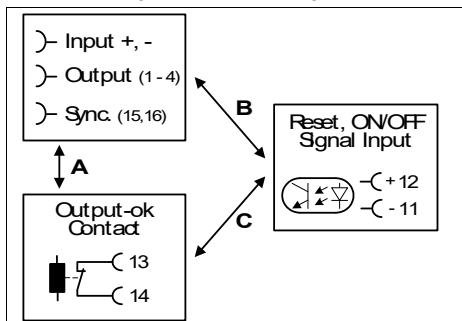 Input +, -
Output (1 - 4)
Sync. (15,16)
B
Reset, ON/OFF
Signal Input
+ 12
- 11
A
Output-ok
Contact
C
13
14